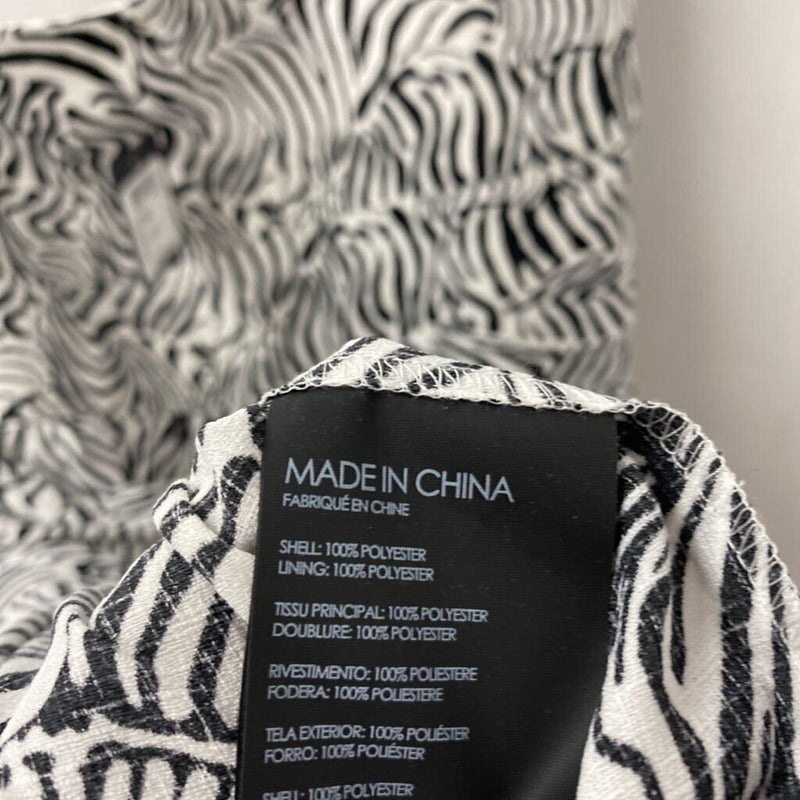 MADE IN CHINA
FABRIQUÉ EN CHINE
SHELL: 100% POLYESTER
LINING: 100% POLYESTER
TISSU PRINCIPAL: 100% POLYESTER
DOUBLURE: 100% POLYESTER
RIVESTIMENTO: 100% POLIESTERE
FODERA: 100% POLIESTERE
TELA EXTERIOR: 100% POLIÉSTER
FORRO: 100% POLIÉSTER
SHELL: 100% POLYESTER